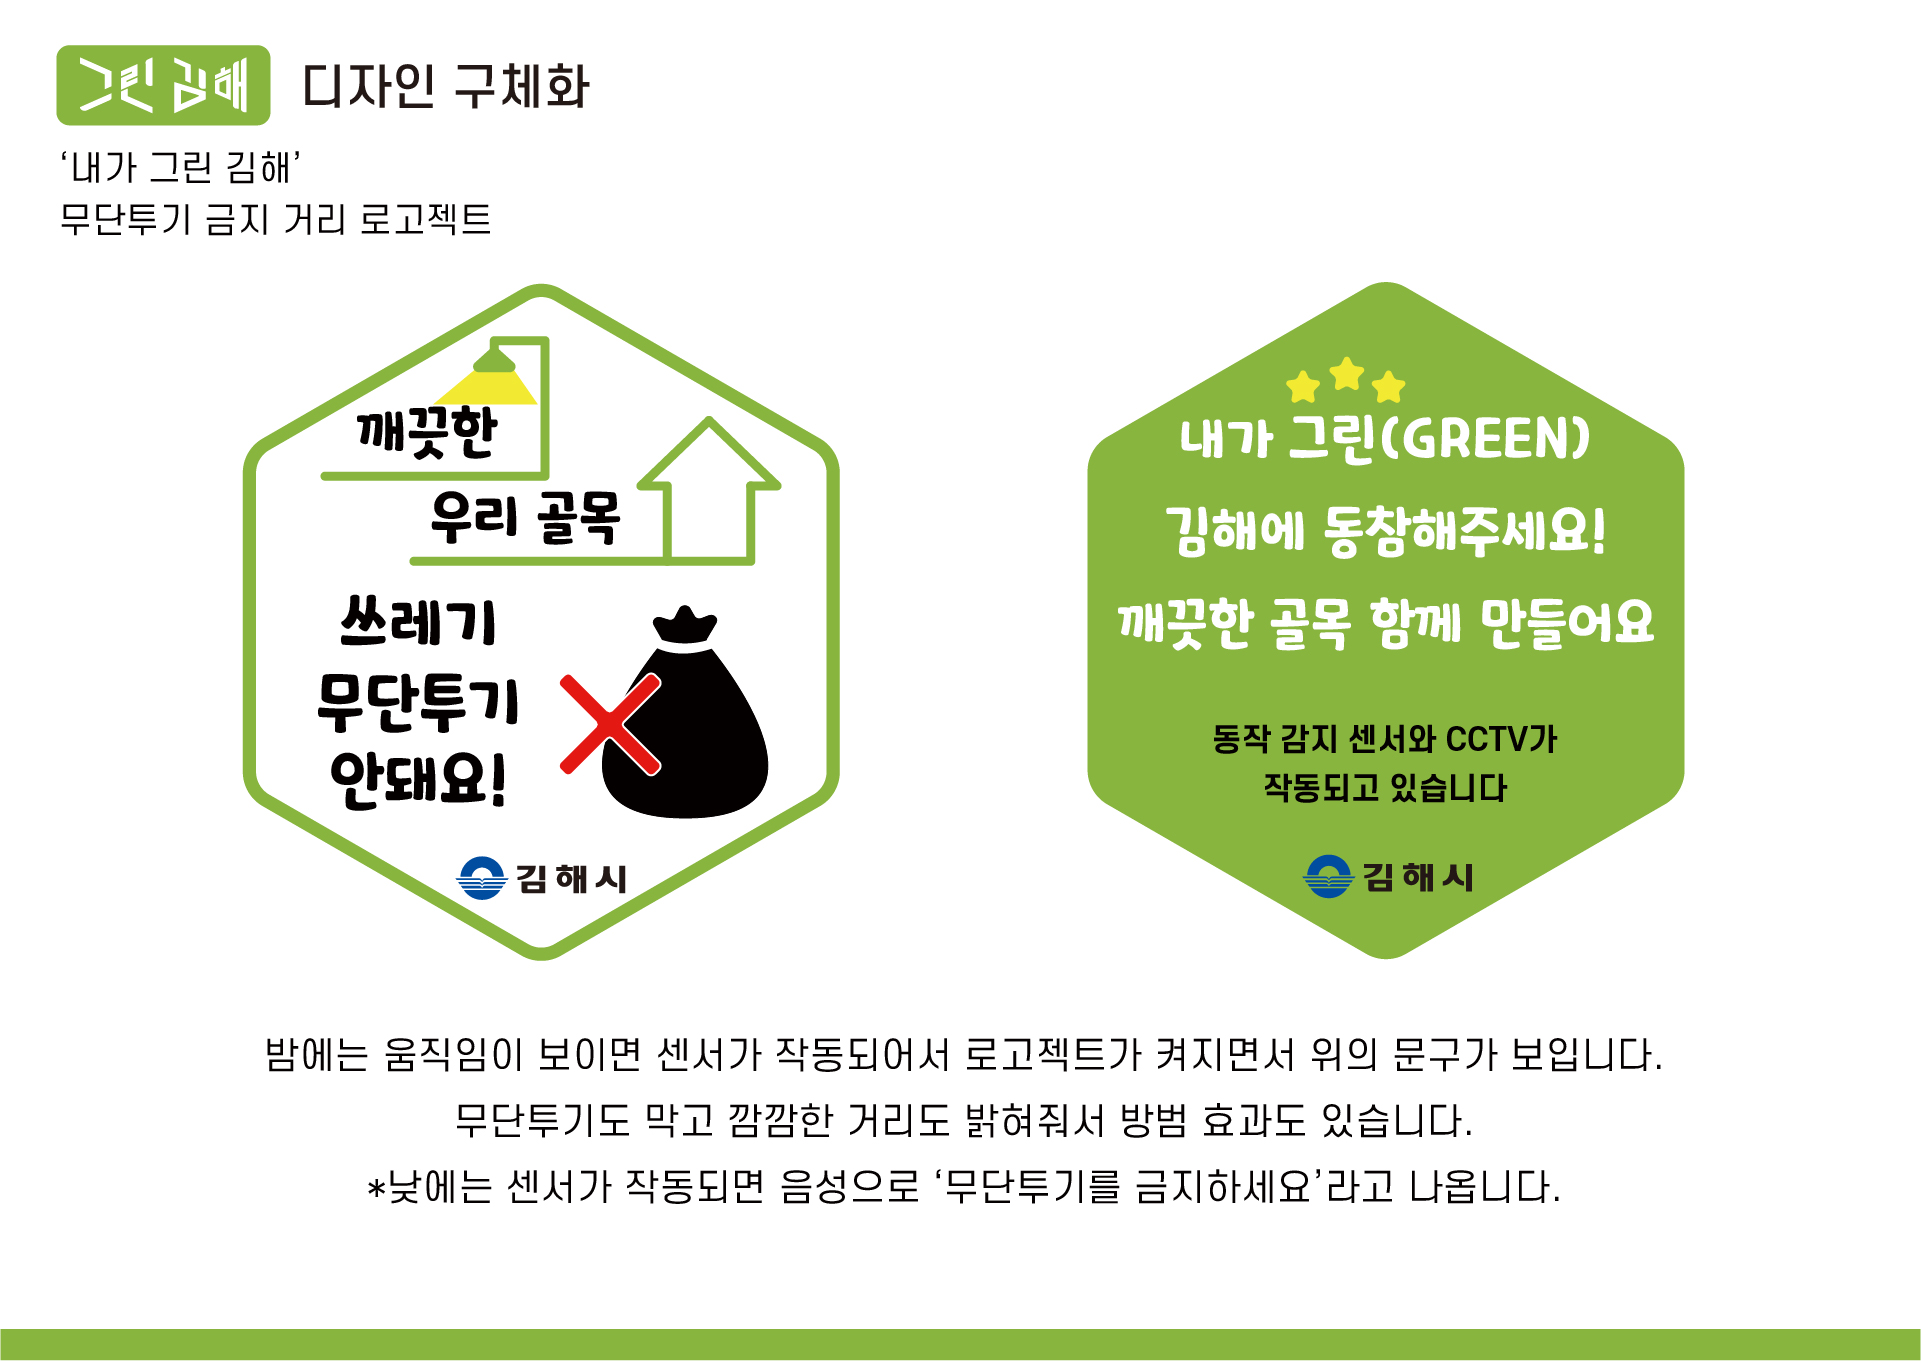 그린 김해 디자인 구체화
‘내가 그린 김해’
무단투기 금지 거리 로고젝트
깨끗한
우리 골목
쓰레기
무단투기
안돼요!
김해시
내가 그린(GREEN)
김해에 동참해주세요!
깨끗한 골목 함께 만들어요
동작 감지 센서와 CCTV가
작동되고 있습니다
김해시
밤에는 움직임이 보이면 센서가 작동되어서 로고젝트가 켜지면서 위의 문구가 보입니다.
무단투기도 막고 깜깜한 거리도 밝혀줘서 방범 효과도 있습니다.
*낮에는 센서가 작동되면 음성으로 ‘무단투기를 금지하세요’라고 나옵니다.